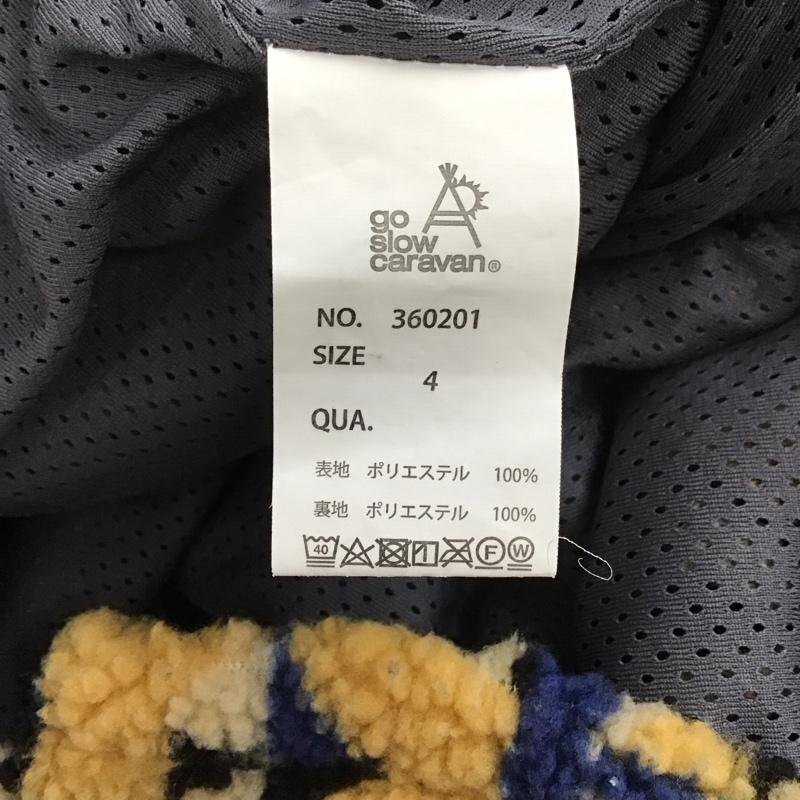 go
slow
caravan®
NO. 360201
SIZE
4
QUA.
表地 ポリエステル 100%
裏地 ポリエステル 100%
40 F W